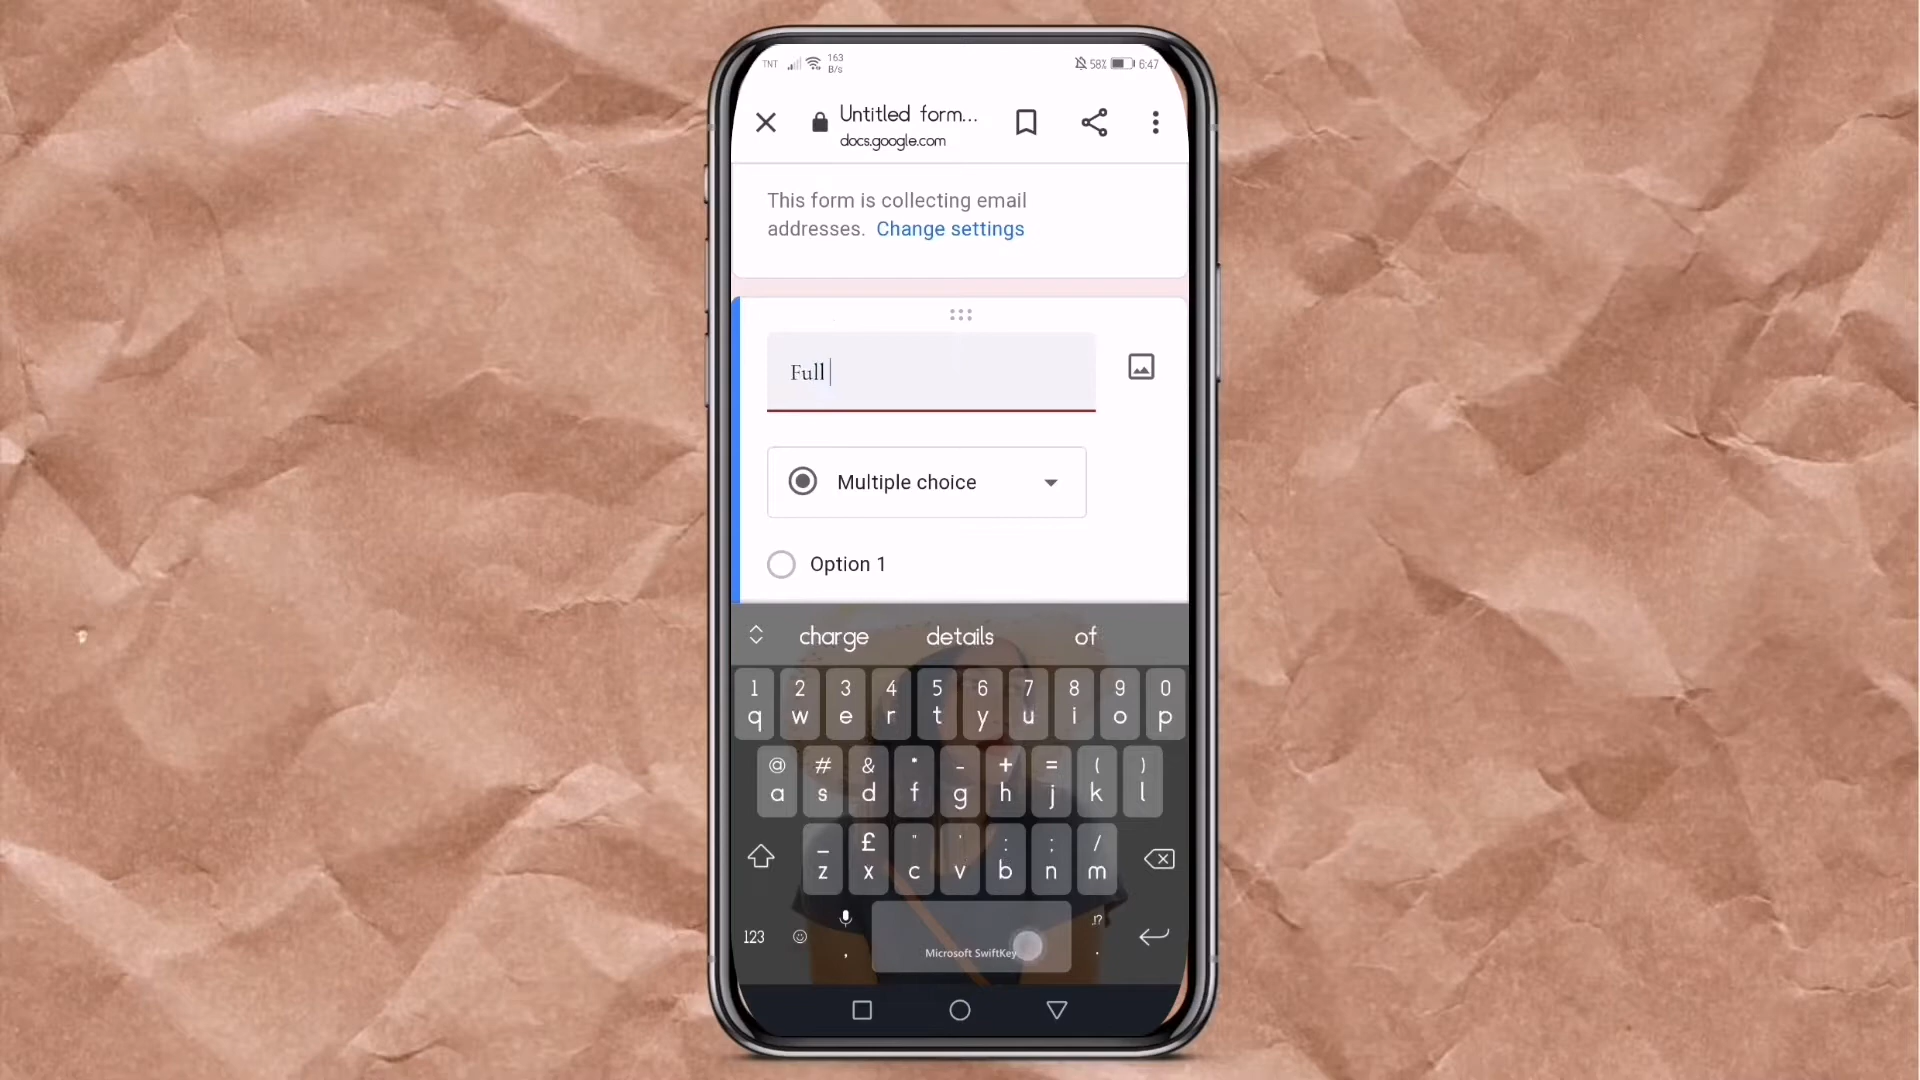 TNT 163 B/s 58% 6:47
Untitled form...
docs.google.com
This form is collecting email
addresses. Change settings
Full
Multiple choice
Option 1
charge details of
1 2 3 4 5 6 7 8 9 0
q w e r t y u i o p
@ # & * - + = ( )
a s d f g h j k l
_ £ " ' : ; /
z x c v b n m
123 , Microsoft SwiftKey !? .